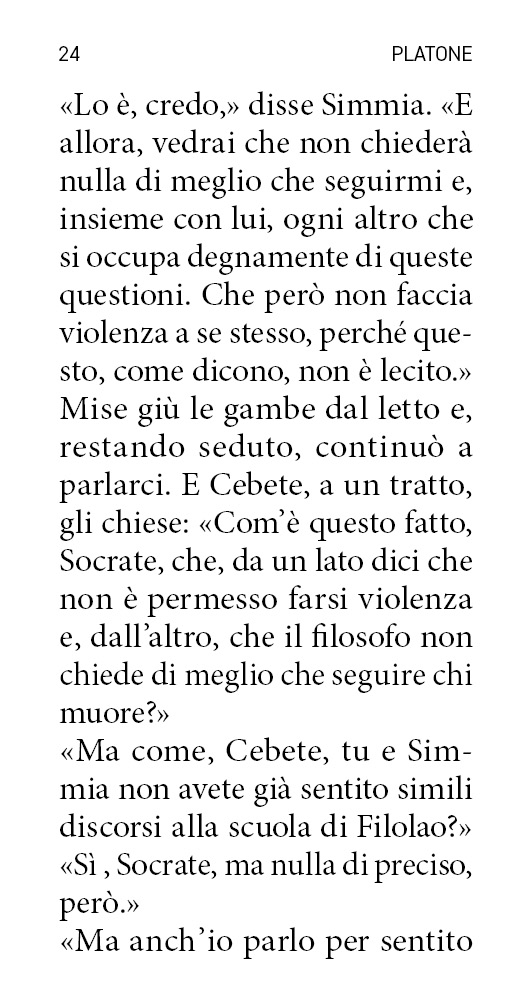 24 PLATONE
«Lo è, credo,» disse Simmia. «E
allora, vedrai che non chiederà
nulla di meglio che seguirmi e,
insieme con lui, ogni altro che
si occupa degnamente di queste
questioni. Che però non faccia
violenza a se stesso, perché que-
sto, come dicono, non è lecito.»
Mise giù le gambe dal letto e,
restando seduto, continuò a
parlarci. E Cebete, a un tratto,
gli chiese: «Com’è questo fatto,
Socrate, che, da un lato dici che
non è permesso farsi violenza
e, dall’altro, che il filosofo non
chiede di meglio che seguire chi
muore?»
«Ma come, Cebete, tu e Sim-
mia non avete già sentito simili
discorsi alla scuola di Filolao?»
«Sì , Socrate, ma nulla di preciso,
però.»
«Ma anch’io parlo per sentito